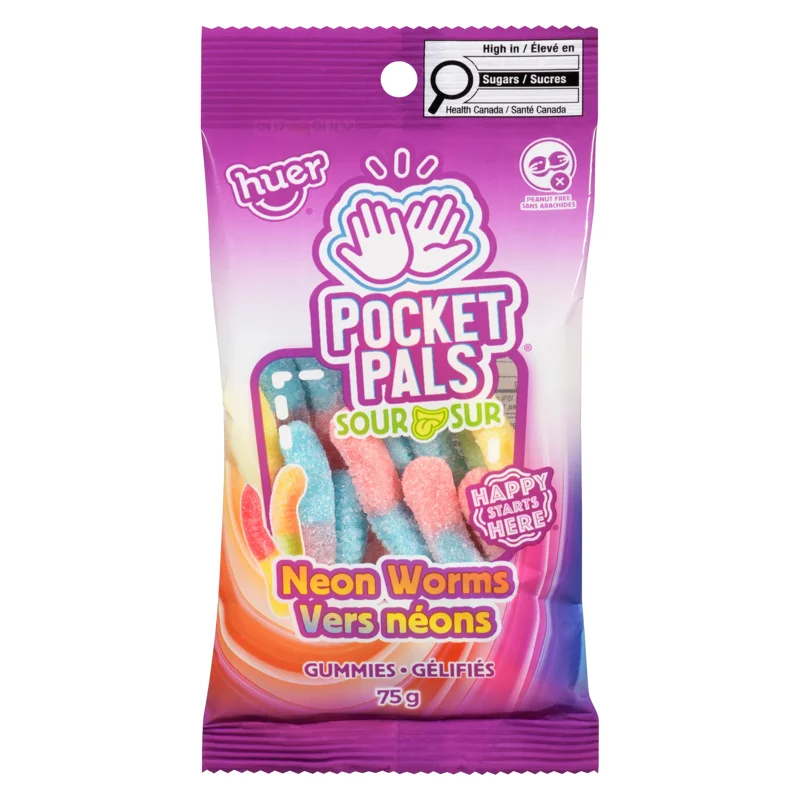 High in / Élevé en
Sugars / Sucres
Health Canada / Santé Canada
huer
PEANUT FREE
SANS ARACHIDES
POCKET
PALS
SOUR SUR
HAPPY
STARTS
HERE
Neon Worms
Vers néons
GUMMIES • GÉLIFIÉS
75 g